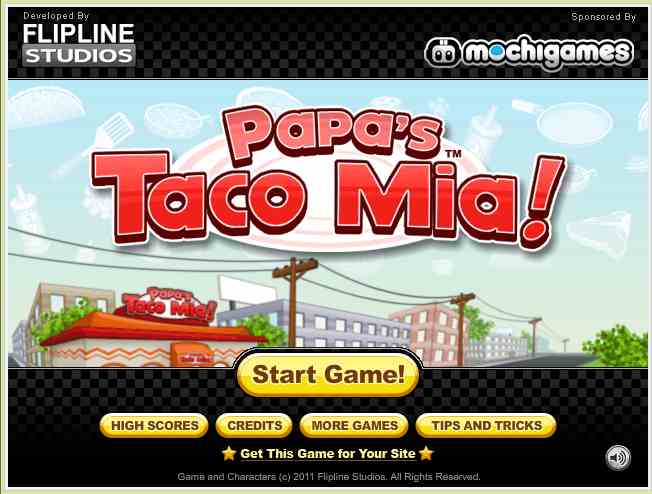 Developed By
FLIPLINE
STUDIOS
Sponsored By
mochigames
Papa's
Taco Mia!™
Papa's
Taco Mia!
Taco Mia!
Start Game!
HIGH SCORES
CREDITS
MORE GAMES
TIPS AND TRICKS
Get This Game for Your Site
Game and Characters (c) 2011 Flipline Studios. All Rights Reserved.